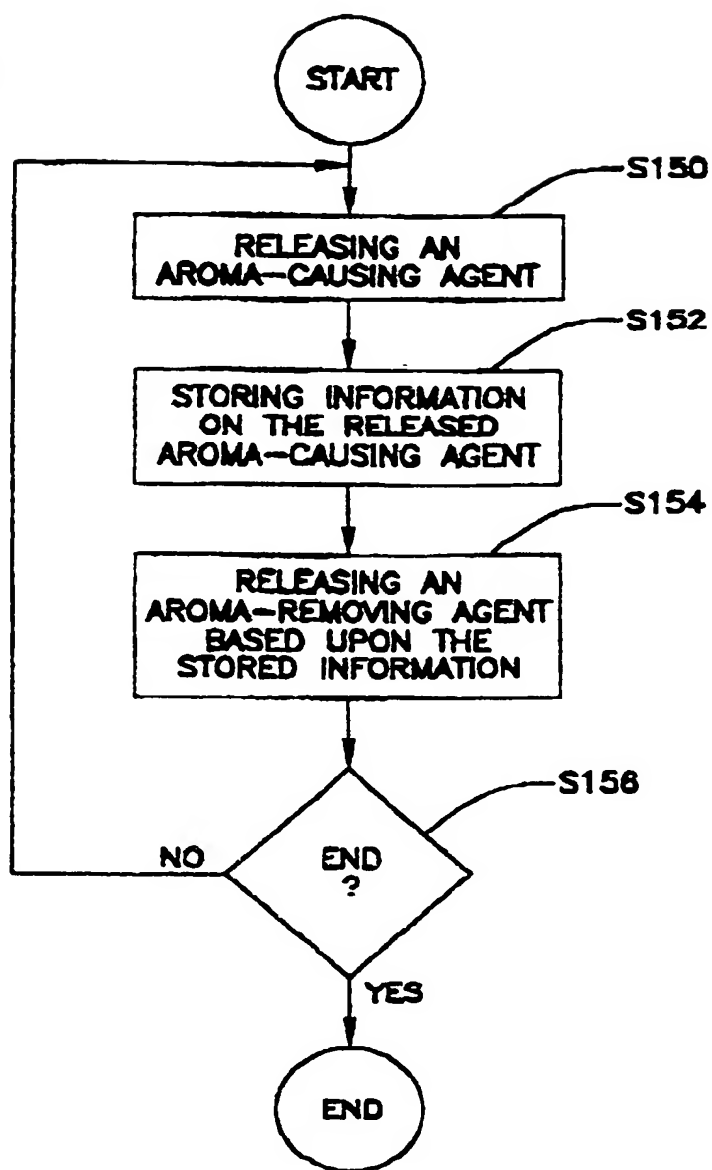 START
S150
RELEASING AN
AROMA-CAUSING AGENT
S152
STORING INFORMATION
ON THE RELEASED
AROMA-CAUSING AGENT
S154
RELEASING AN
AROMA-REMOVING AGENT
BASED UPON THE
STORED INFORMATION
S156
NO
END
?
YES
END